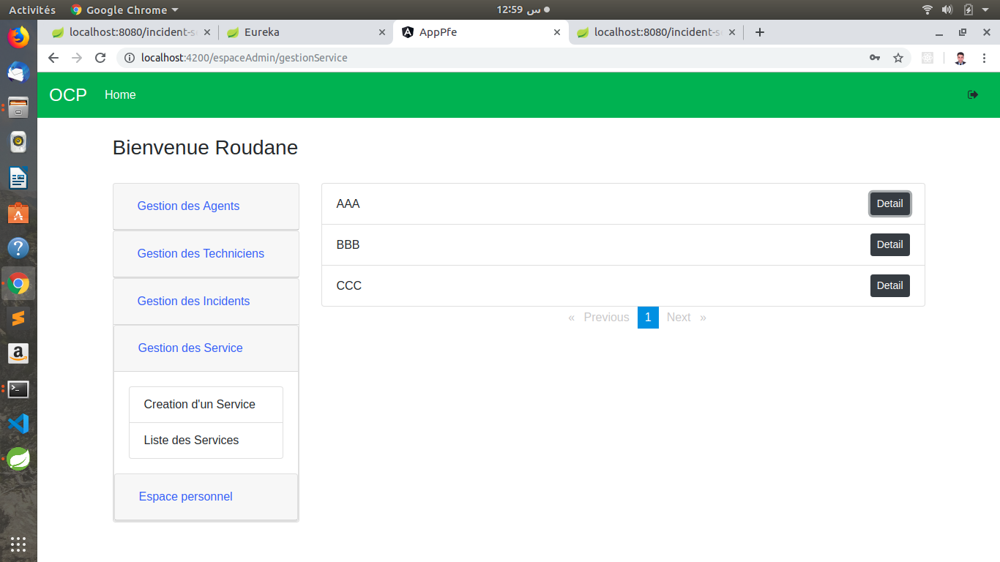 Activités Google Chrome 12:59 س
localhost:8080/incident-s Eureka AppPfe localhost:8080/incident-s
localhost:4200/espaceAdmin/gestionService
OCP Home
Bienvenue Roudane
Gestion des Agents
Gestion des Techniciens
Gestion des Incidents
Gestion des Service
Creation d'un Service
Liste des Services
Espace personnel
AAA Detail
BBB Detail
CCC Detail
« Previous 1 Next »